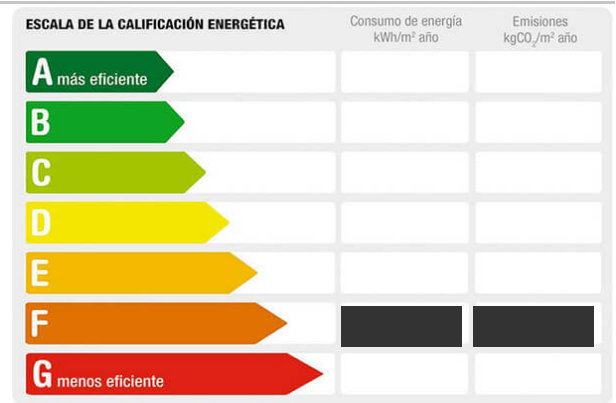 ESCALA DE LA CALIFICACIÓN ENERGÉTICA
Consumo de energía
kWh/m² año
Emisiones
kgCO₂/m² año
A más eficiente
B
C
D
E
F
G menos eficiente